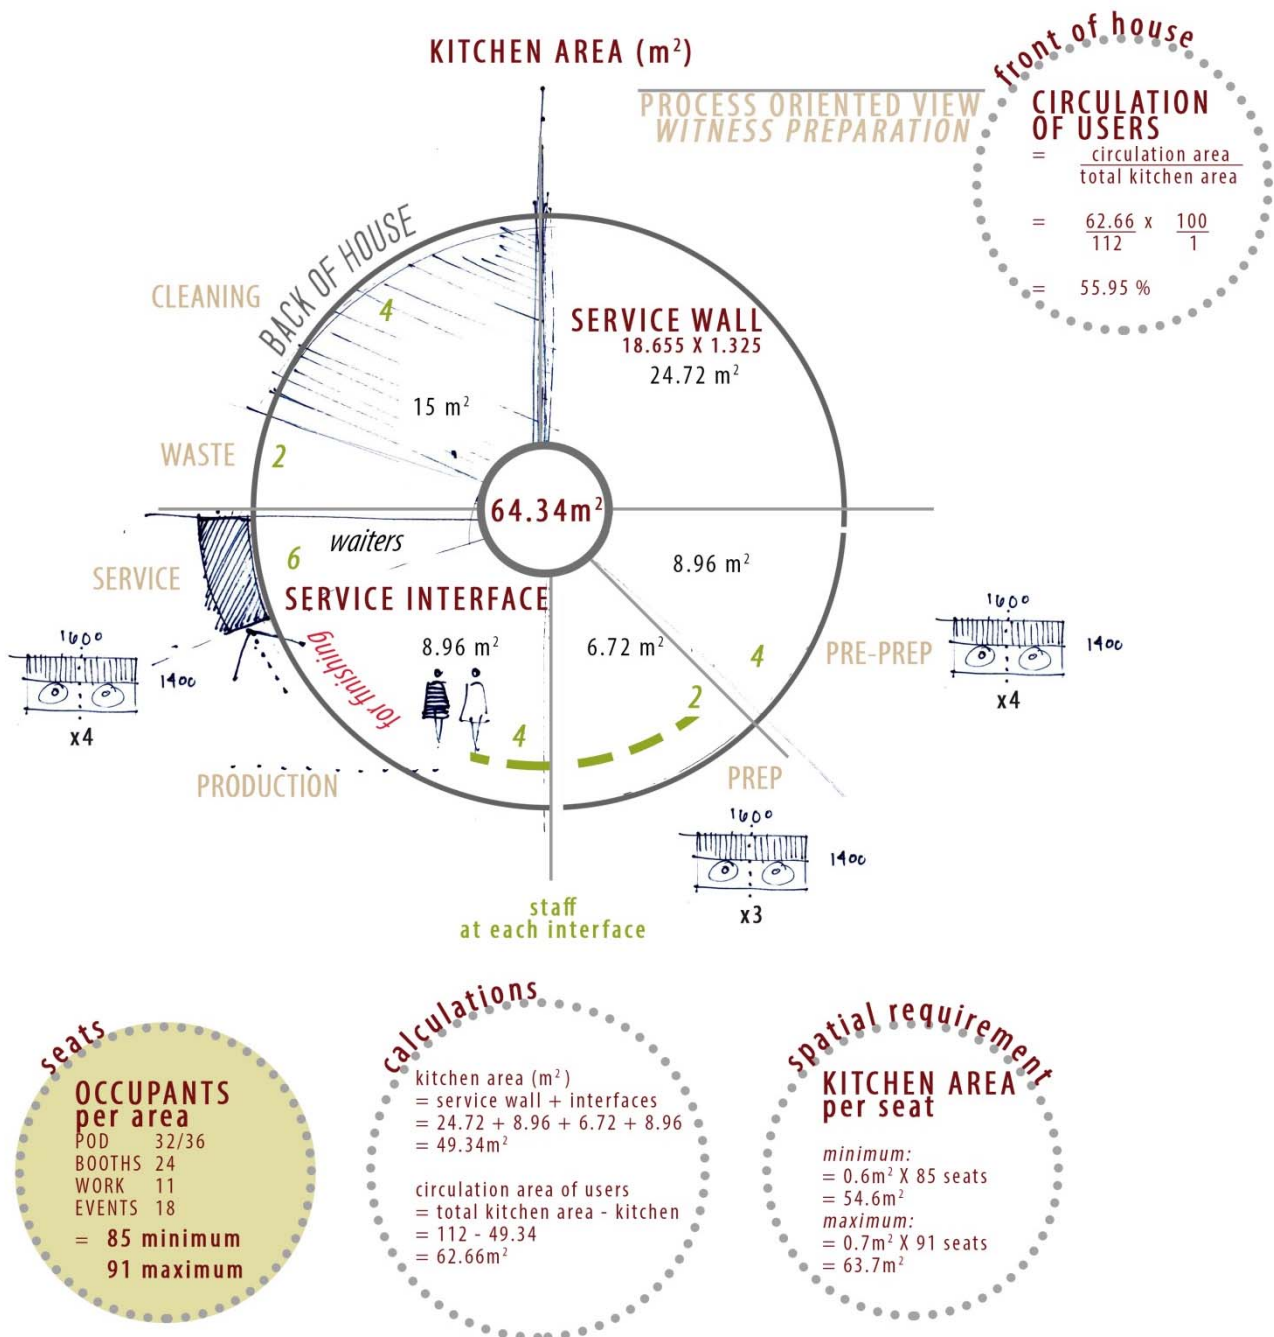 KITCHEN AREA (m²)
PROCESS ORIENTED VIEW
WITNESS PREPARATION
front of house
CIRCULATION
OF USERS
= circulation area
total kitchen area
= 62.66 x 100
112 1
= 55.95 %
BACK OF HOUSE
CLEANING
4
SERVICE WALL
18.655 X 1.325
24.72 m²
15 m²
WASTE
2
64.34m²
waiters
6
SERVICE
SERVICE INTERFACE
8.96 m²
for finishing
8.96 m²
6.72 m²
4
PRE-PREP
1600
1400
x4
1600
1400
x4
2
4
PRODUCTION
PREP
1600
1400
x3
staff
at each interface
seats
OCCUPANTS
per area
POD 32/36
BOOTHS 24
WORK 11
EVENTS 18
= 85 minimum
91 maximum
calculations
kitchen area (m²)
= service wall + interfaces
= 24.72 + 8.96 + 6.72 + 8.96
= 49.34m²
circulation area of users
= total kitchen area - kitchen
= 112 - 49.34
= 62.66m²
spatial requirement
KITCHEN AREA
per seat
minimum:
= 0.6m² X 85 seats
= 54.6m²
maximum:
= 0.7m² X 91 seats
= 63.7m²